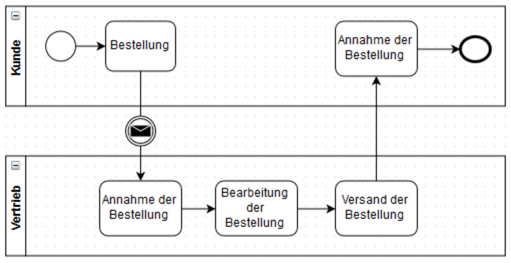 Kunde
Bestellung
Annahme der
Bestellung
Vertrieb
Annahme der
Bestellung
Bearbeitung
der
Bestellung
Versand der
Bestellung